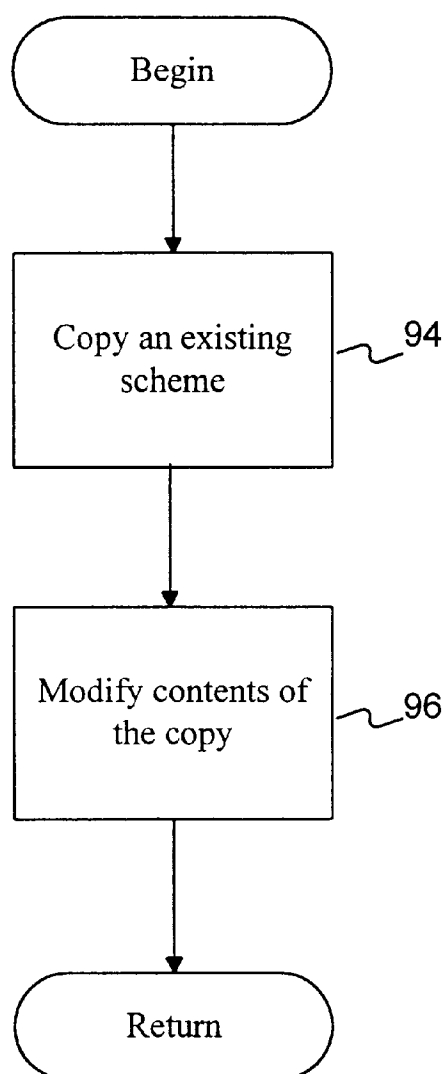 Begin
Copy an existing
scheme
94
Modify contents of
the copy
96
Return